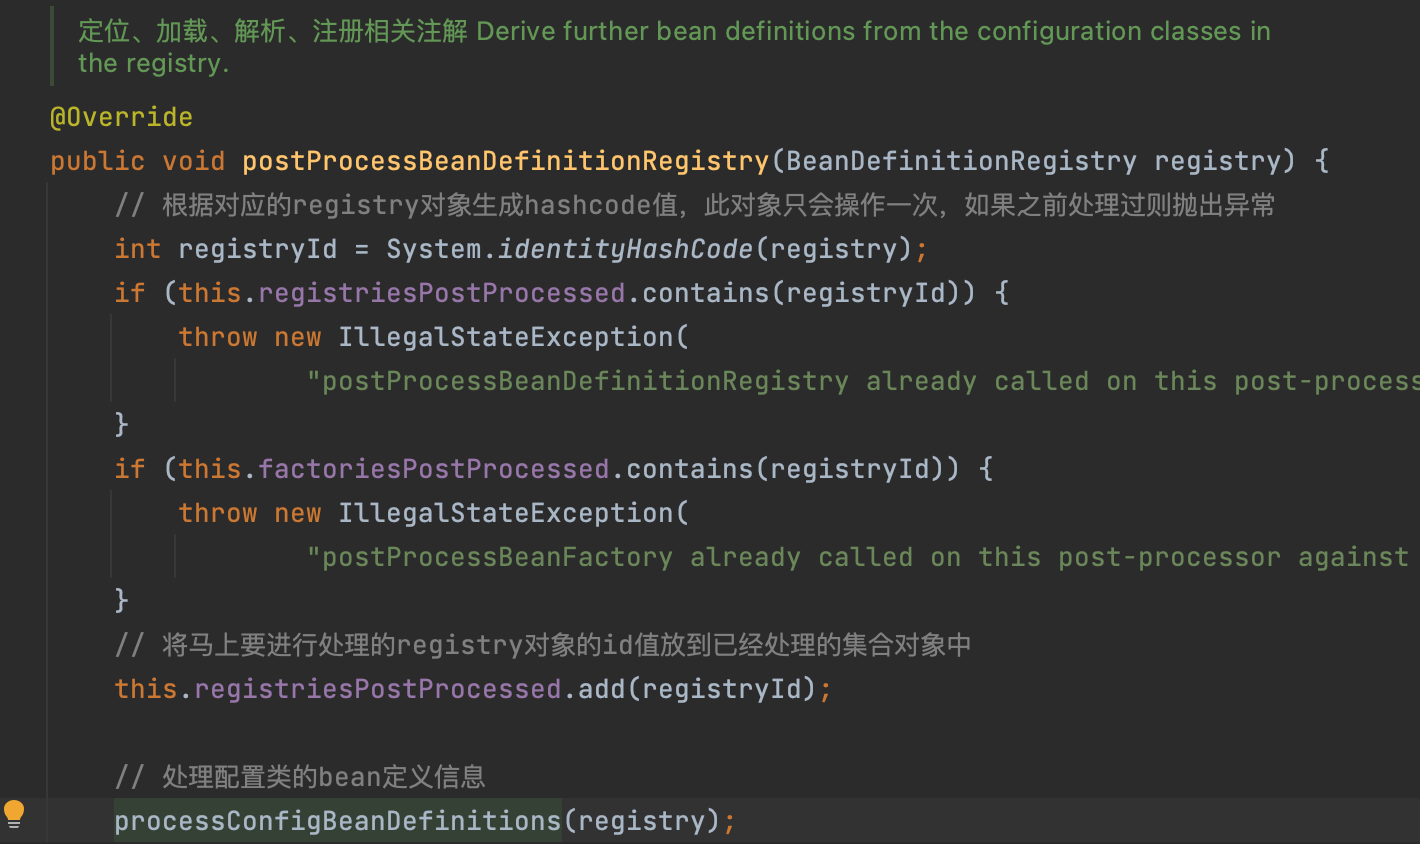 定位、加载、解析、注册相关注解 Derive further bean definitions from the configuration classes in
the registry.
@Override
public void postProcessBeanDefinitionRegistry(BeanDefinitionRegistry registry) {
// 根据对应的registry对象生成hashcode值，此对象只会操作一次，如果之前处理过则抛出异常
int registryId = System.identityHashCode(registry);
if (this.registriesPostProcessed.contains(registryId)) {
throw new IllegalStateException(
"postProcessBeanDefinitionRegistry already called on this post-process
}
if (this.factoriesPostProcessed.contains(registryId)) {
throw new IllegalStateException(
"postProcessBeanFactory already called on this post-processor against
}
// 将马上要进行处理的registry对象的id值放到已经处理的集合对象中
this.registriesPostProcessed.add(registryId);
// 处理配置类的bean定义信息
processConfigBeanDefinitions(registry);